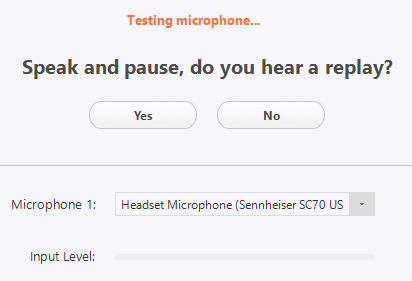 Testing microphone...
Speak and pause, do you hear a replay?
Yes No
Microphone 1: Headset Microphone (Sennheiser SC70 US
Input Level: